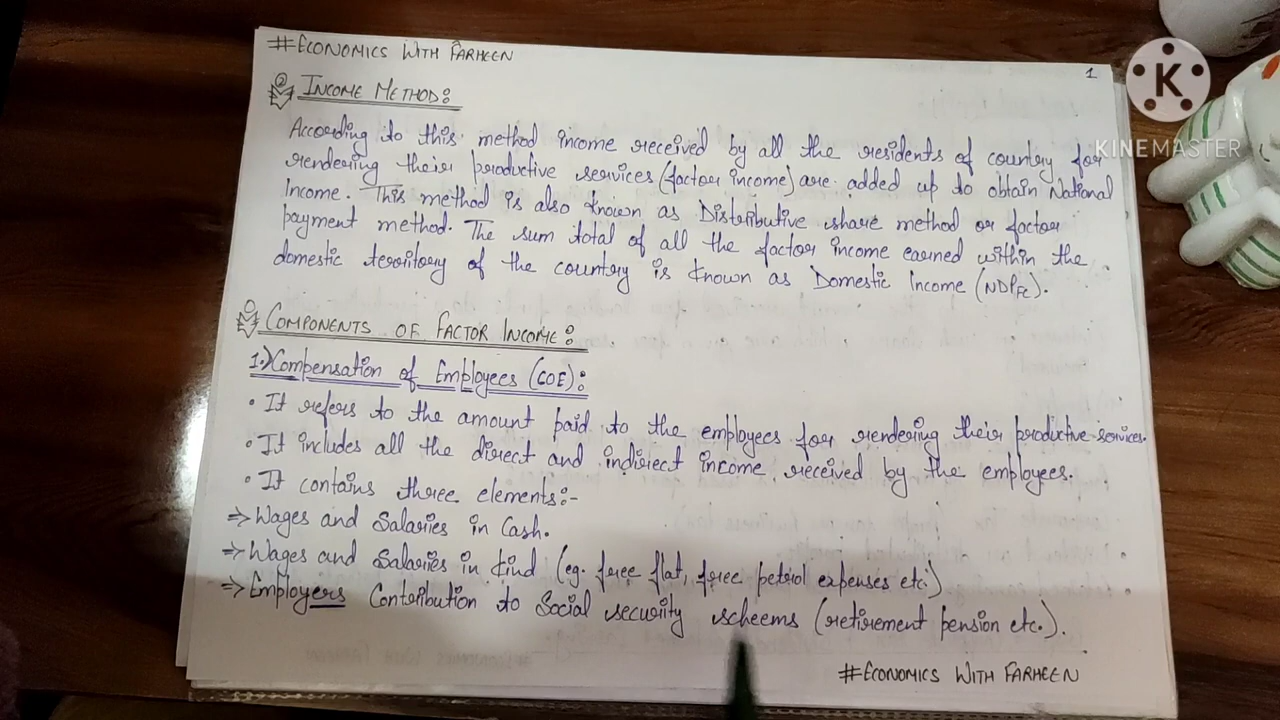 #ECONOMICS WITH FARHEEN
1
K
KINEMASTER
② INCOME METHOD:
According to this method income received by all the residents of country for
rendering their productive services (factor income) are added up to obtain National
Income. This method is also known as Distributive share method or factor
payment method. The sum total of all the factor income earned within the
domestic territory of the country is known as Domestic Income (NDPFC).
COMPONENTS OF FACTOR INCOME:
1.) Compensation of Employees (COE):
• It refers to the amount paid to the employees for rendering their productive services.
• It includes all the direct and indirect income received by the employees.
• It contains three elements:-
⇒ Wages and Salaries in Cash.
⇒ Wages and Salaries in kind (eg. free flat, free petrol expenses etc.)
⇒ Employers Contribution to Social security scheems (retirement pension etc.).
#ECONOMICS WITH FARHEEN